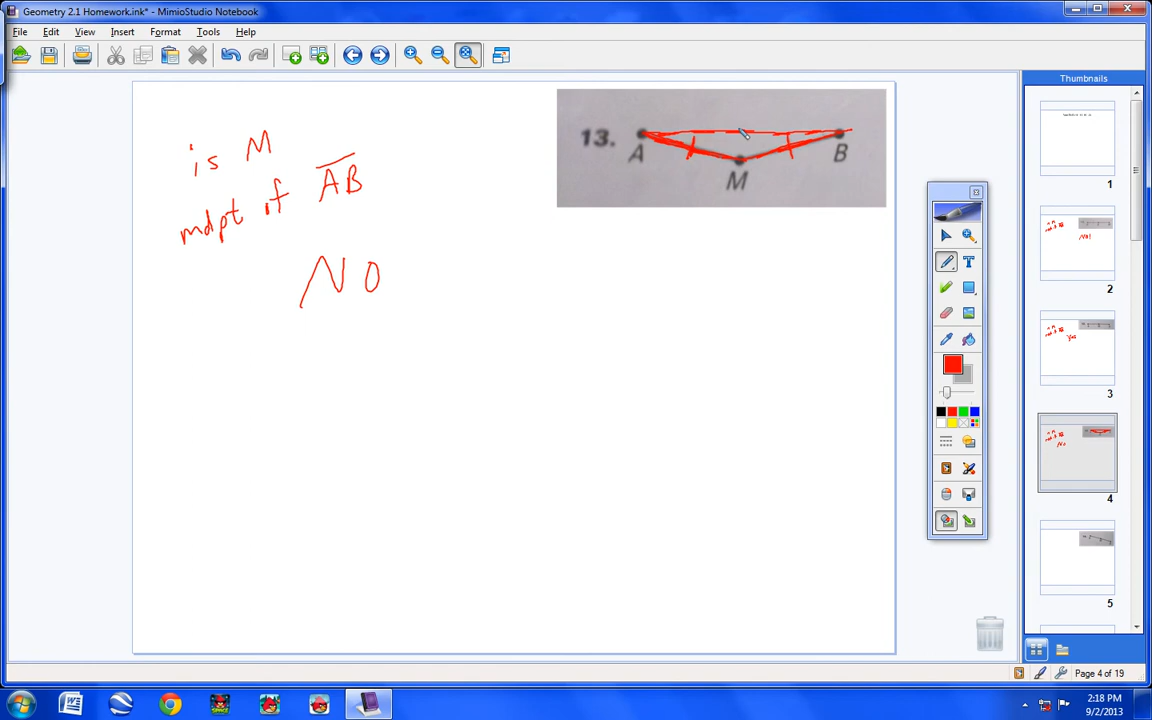 Geometry 2.1 Homework.ink* - MimioStudio Notebook
File Edit View Insert Format Tools Help
Thumbnails
is M
mdpt of AB
NO
13.
A
B
M
T
1
2
3
4
5
Page 4 of 19
2:18 PM
9/2/2013